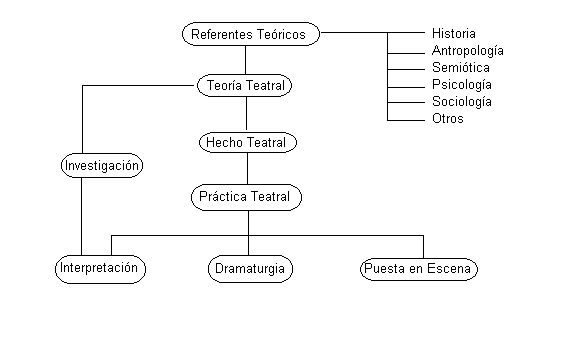 Referentes Teóricos
Historia
Antropología
Semiótica
Psicología
Sociología
Otros
Teoría Teatral
Hecho Teatral
Investigación
Práctica Teatral
Interpretación
Dramaturgia
Puesta en Escena